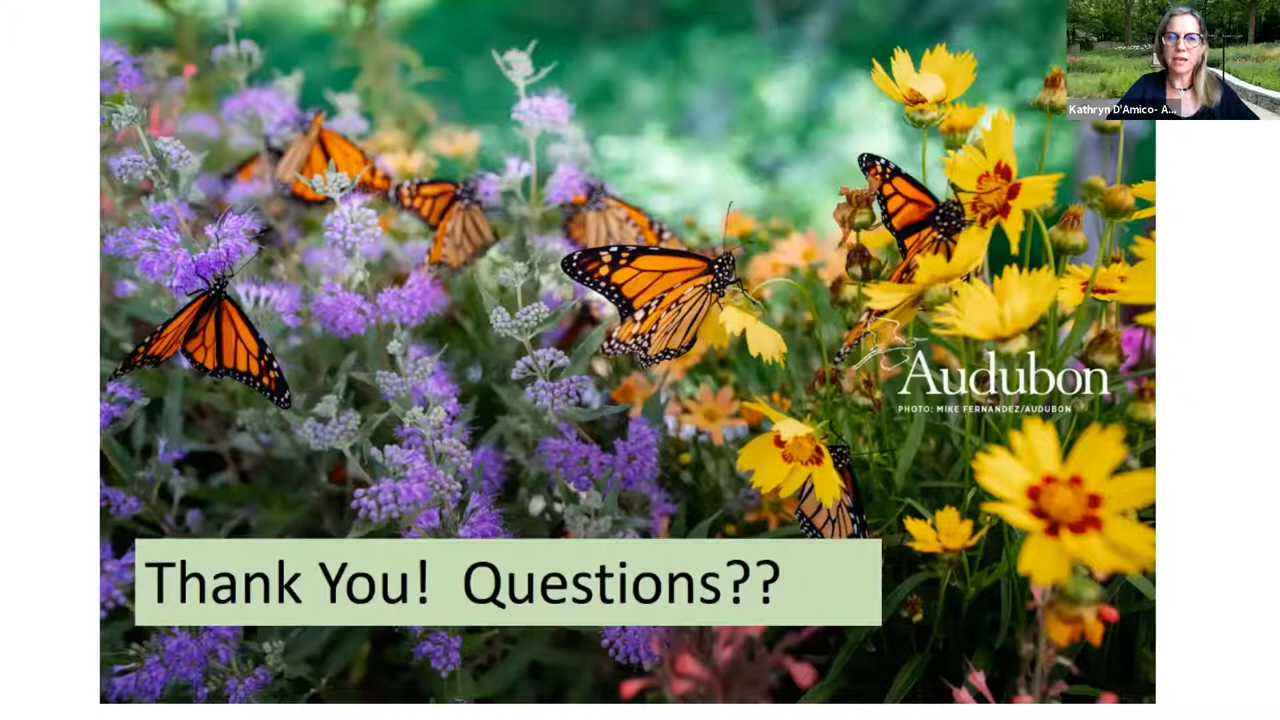 Kathryn D'Amico- A...
Audubon
PHOTO: MIKE FERNANDEZ/AUDUBON
Thank You!  Questions??